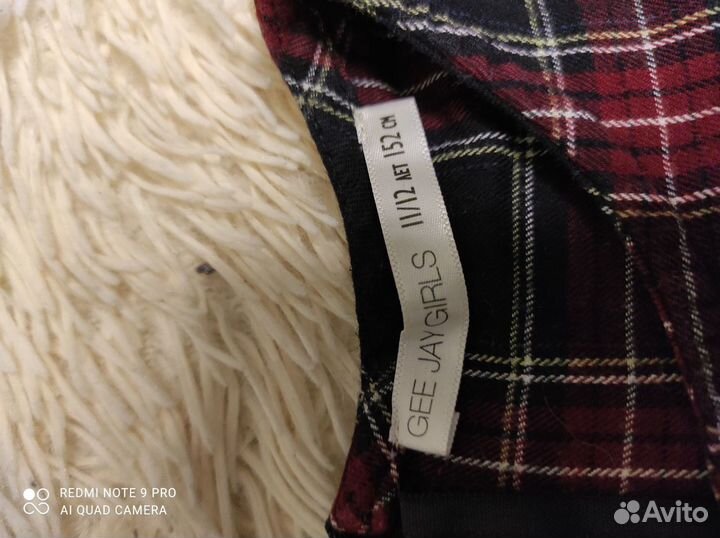 GEE JAYGIRLS 11/12 ЛЕТ 152 CM
REDMI NOTE 9 PRO
AI QUAD CAMERA
Avito